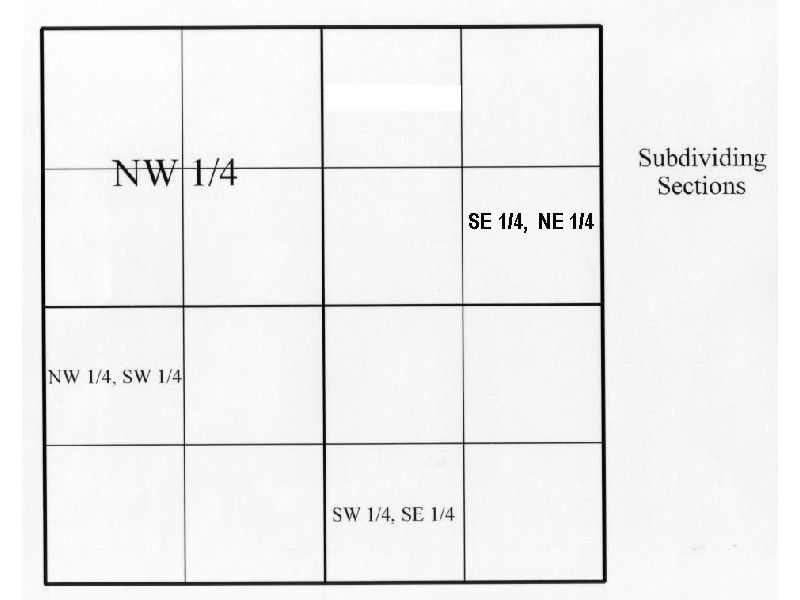 NW 1/4
Subdividing
Sections
SE 1/4, NE 1/4
NW 1/4, SW 1/4
SW 1/4, SE 1/4